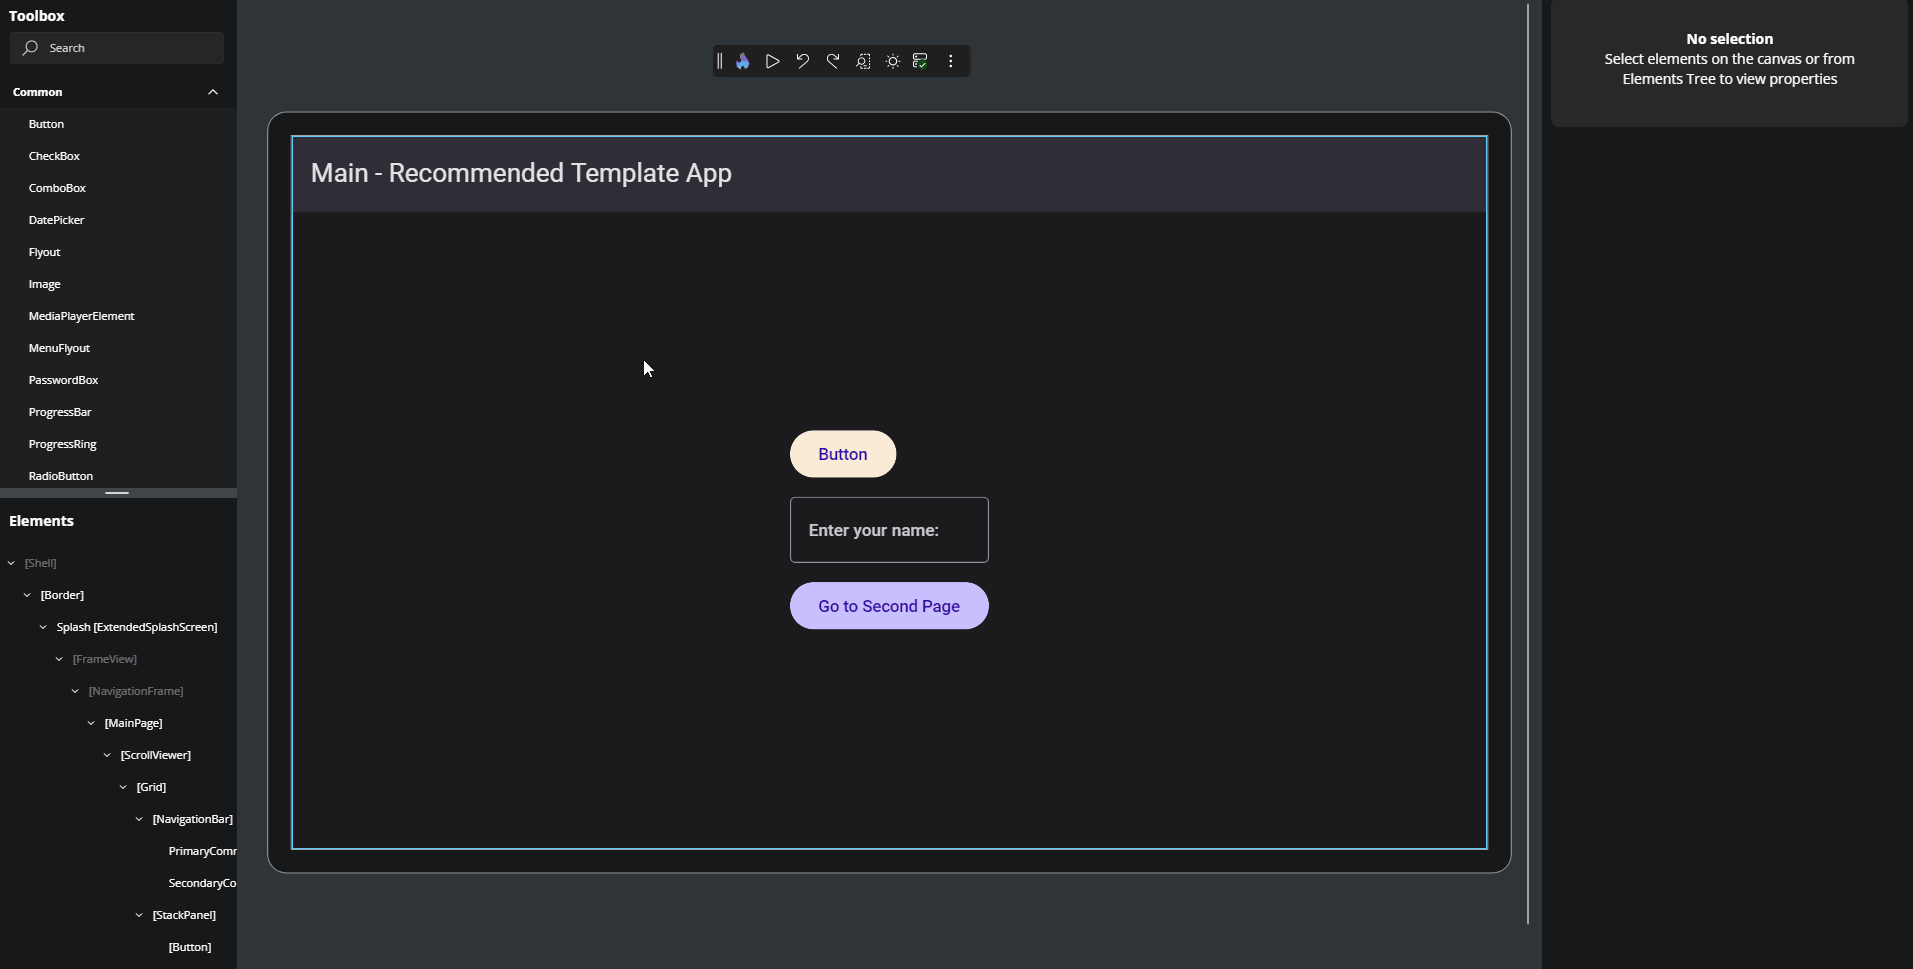 Toolbox
Search
Common
Button
CheckBox
ComboBox
DatePicker
Flyout
Image
MediaPlayerElement
MenuFlyout
PasswordBox
ProgressBar
ProgressRing
RadioButton
Elements
[Shell]
[Border]
Splash [ExtendedSplashScreen]
[FrameView]
[NavigationFrame]
[MainPage]
[ScrollViewer]
[Grid]
[NavigationBar]
PrimaryComm
SecondaryCo
[StackPanel]
[Button]
Main - Recommended Template App
Button
Enter your name:
Go to Second Page
No selection
Select elements on the canvas or from
Elements Tree to view properties